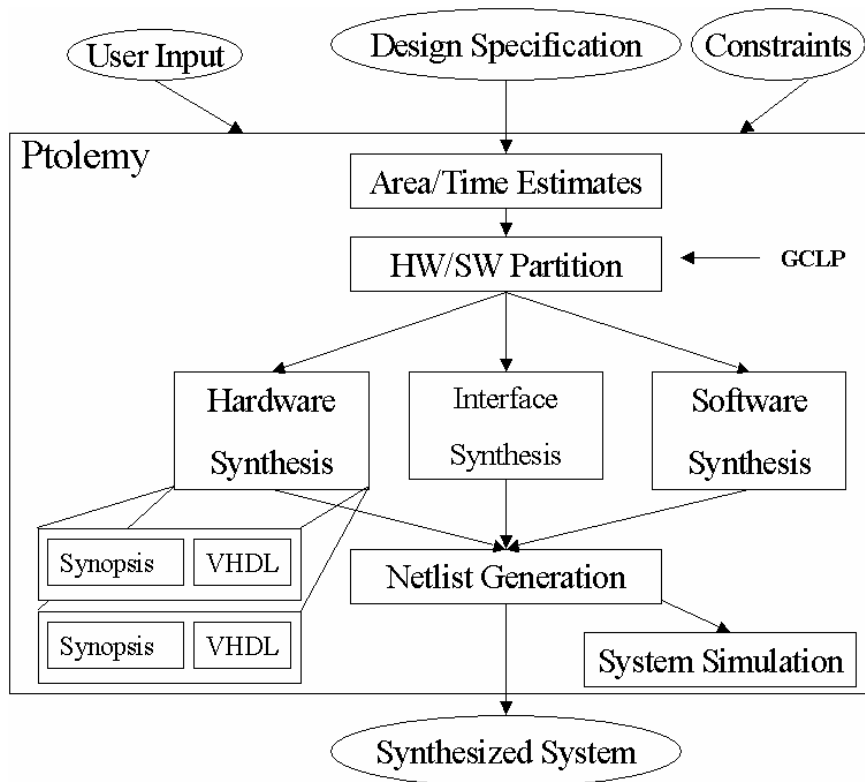 User Input
Design Specification
Constraints
Ptolemy
Area/Time Estimates
HW/SW Partition
GCLP
Hardware
Synthesis
Interface
Synthesis
Software
Synthesis
Synopsis
VHDL
Netlist Generation
Synopsis
VHDL
System Simulation
Synthesized System